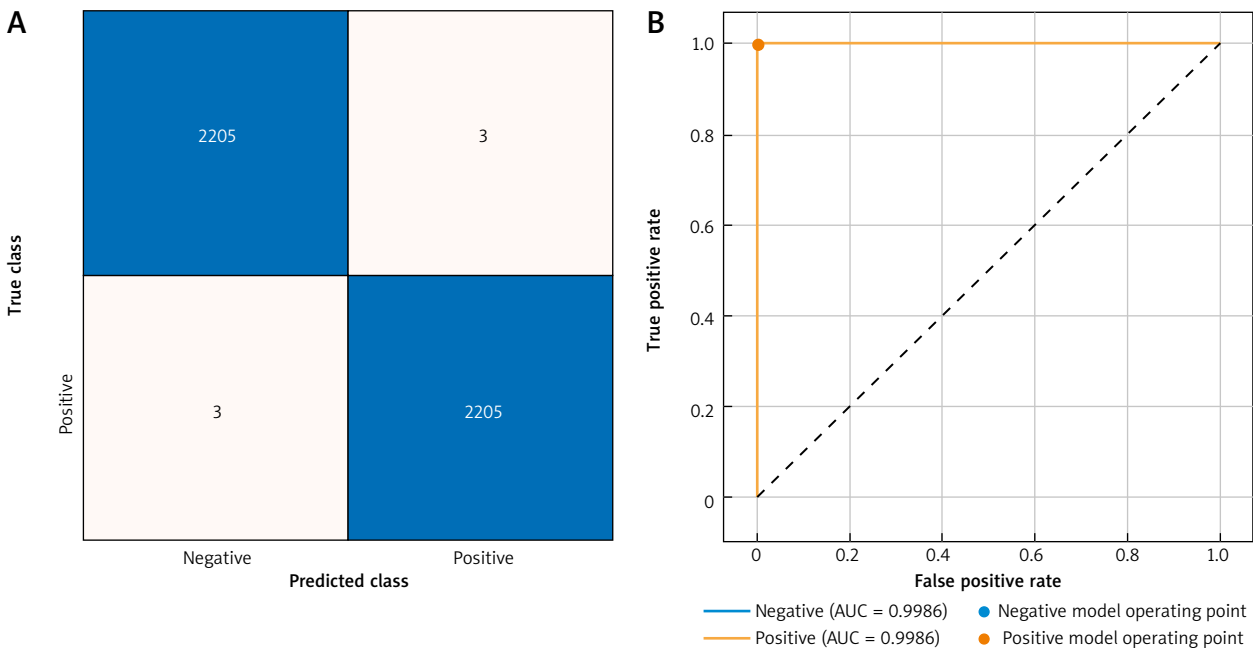 A
True class
Positive
2205
3
3
2205
Negative
Positive
Predicted class
B
True positive rate
1.0
0.8
0.6
0.4
0.2
0
0
0.2
0.4
0.6
0.8
1.0
False positive rate
Negative (AUC = 0.9986)
Negative model operating point
Positive (AUC = 0.9986)
Positive model operating point